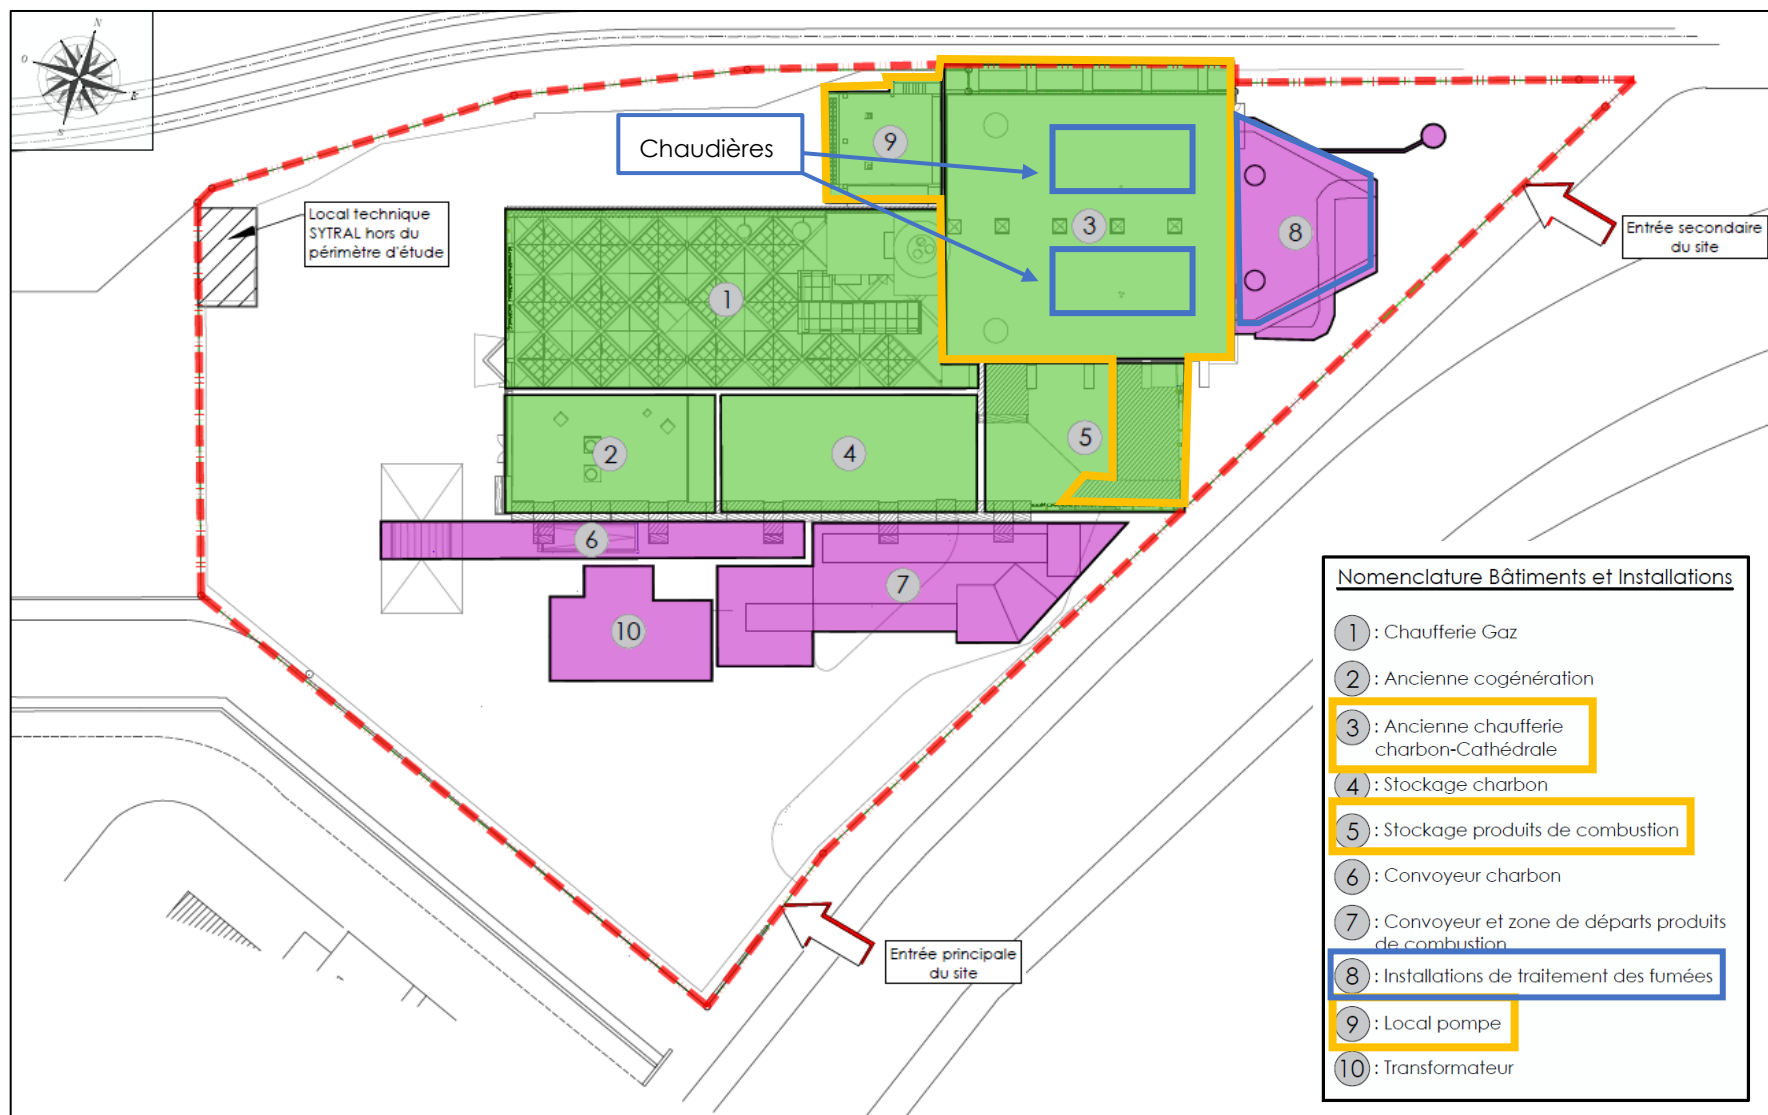 N
O
E
S
Chaudières
9
3
8
1
2
4
5
6
7
10
Local technique
SYTRAL hors du
périmètre d'étude
Entrée secondaire
du site
Entrée principale
du site
Nomenclature Bâtiments et Installations
1 : Chaufferie Gaz
2 : Ancienne cogénération
3 : Ancienne chaufferie
charbon-Cathédrale
4 : Stockage charbon
5 : Stockage produits de combustion
6 : Convoyeur charbon
7 : Convoyeur et zone de départs produits
de combustion
8 : Installations de traitement des fumées
9 : Local pompe
10 : Transformateur